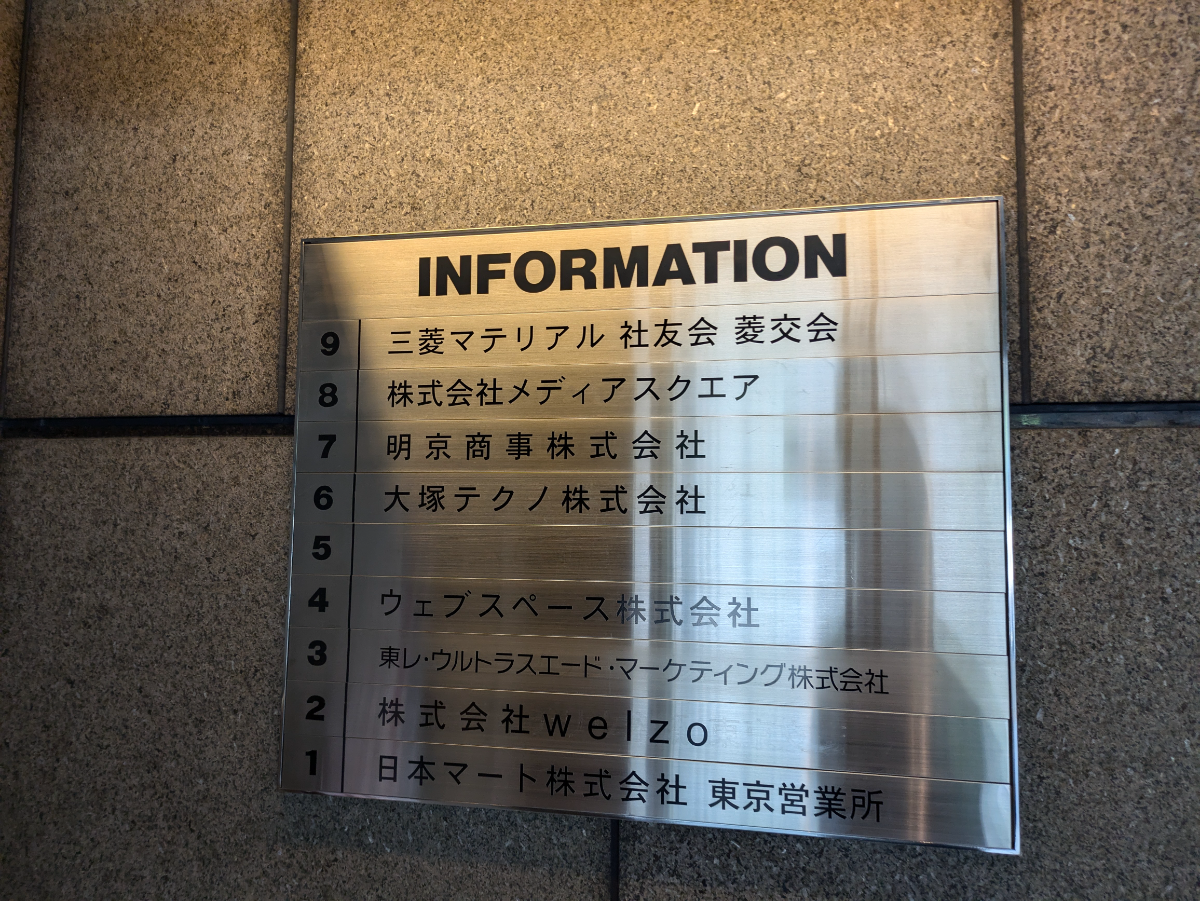 INFORMATION
9 三菱マテリアル 社友会 菱交会
8 株式会社メディアスクエア
7 明京商事株式会社
6 大塚テクノ株式会社
5
4 ウェブスペース株式会社
3 東レ・ウルトラスエード・マーケティング株式会社
2 株式会社welzo
1 日本マート株式会社 東京営業所